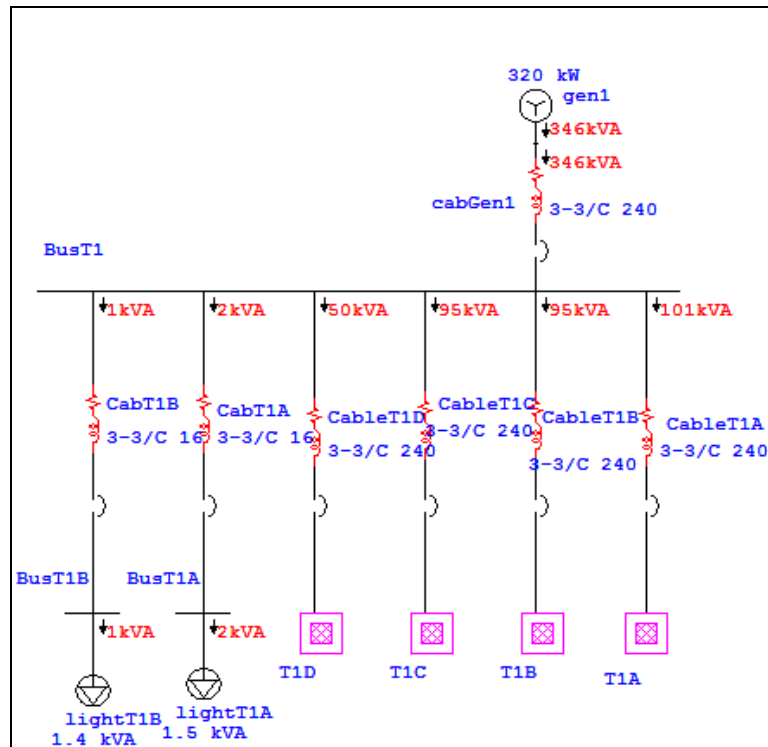 320 kW
gen1
346kVA
346kVA
cabGen1
3-3/C 240
BusT1
1kVA
2kVA
50kVA
95kVA
95kVA
101kVA
CabT1B
3-3/C 16
CabT1A
3-3/C 16
CableT1D
3-3/C 240
CableT1C
3-3/C 240
CableT1B
3-3/C 240
CableT1A
3-3/C 240
BusT1B
BusT1A
1kVA
2kVA
T1D
T1C
T1B
T1A
lightT1B
1.4 kVA
lightT1A
1.5 kVA